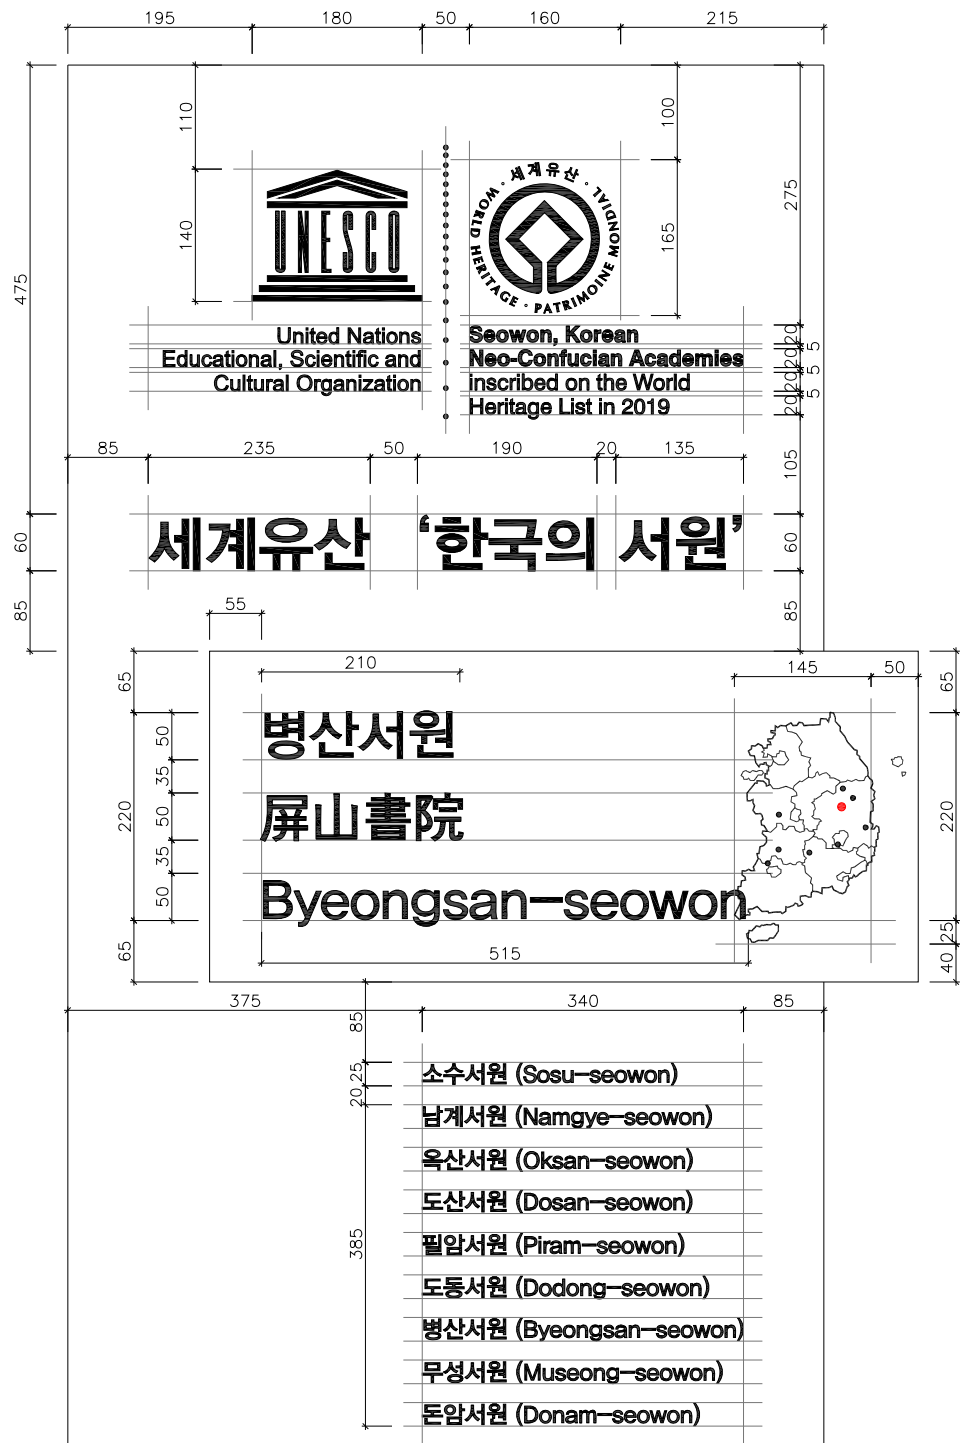 195 180 50 160 215
110
100
세계유산
WORLD HERITAGE · PATRIMOINE MONDIAL
UNESCO
140
165
275
475
United Nations
Educational, Scientific and
Cultural Organization
Seowon, Korean
Neo-Confucian Academies
inscribed on the World
Heritage List in 2019
20
5
20
5
20
5
20
85 235 50 190 20 135
105
세계유산 ‘한국의 서원’
60
60
85
85
55
210
145 50
65
65
병산서원
50
35
屏山書院
50
220
220
35
Byeongsan-seowon
50
65
25
40
515
375 340 85
85
소수서원 (Sosu-seowon)
25
20
남계서원 (Namgye-seowon)
옥산서원 (Oksan-seowon)
도산서원 (Dosan-seowon)
385
필암서원 (Piram-seowon)
도동서원 (Dodong-seowon)
병산서원 (Byeongsan-seowon)
무성서원 (Museong-seowon)
돈암서원 (Donam-seowon)